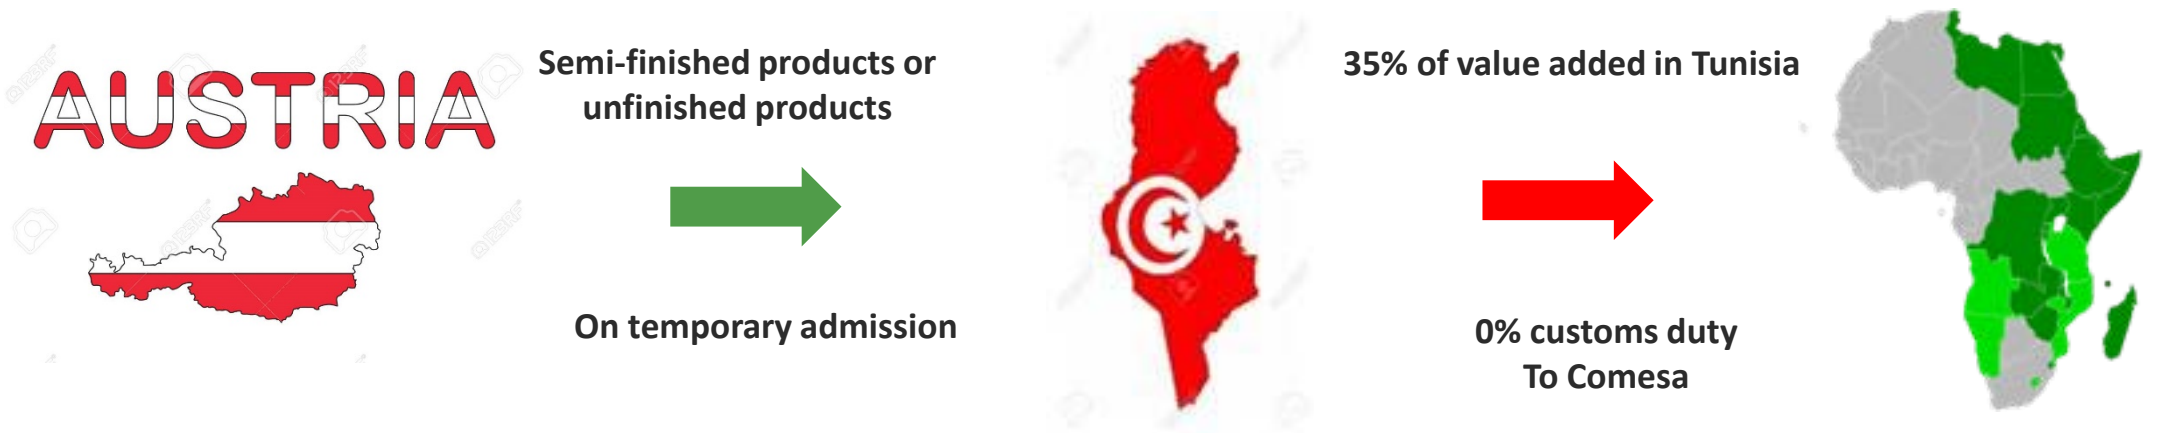 AUSTRIA
Semi-finished products or
unfinished products
On temporary admission
35% of value added in Tunisia
0% customs duty
To Comesa